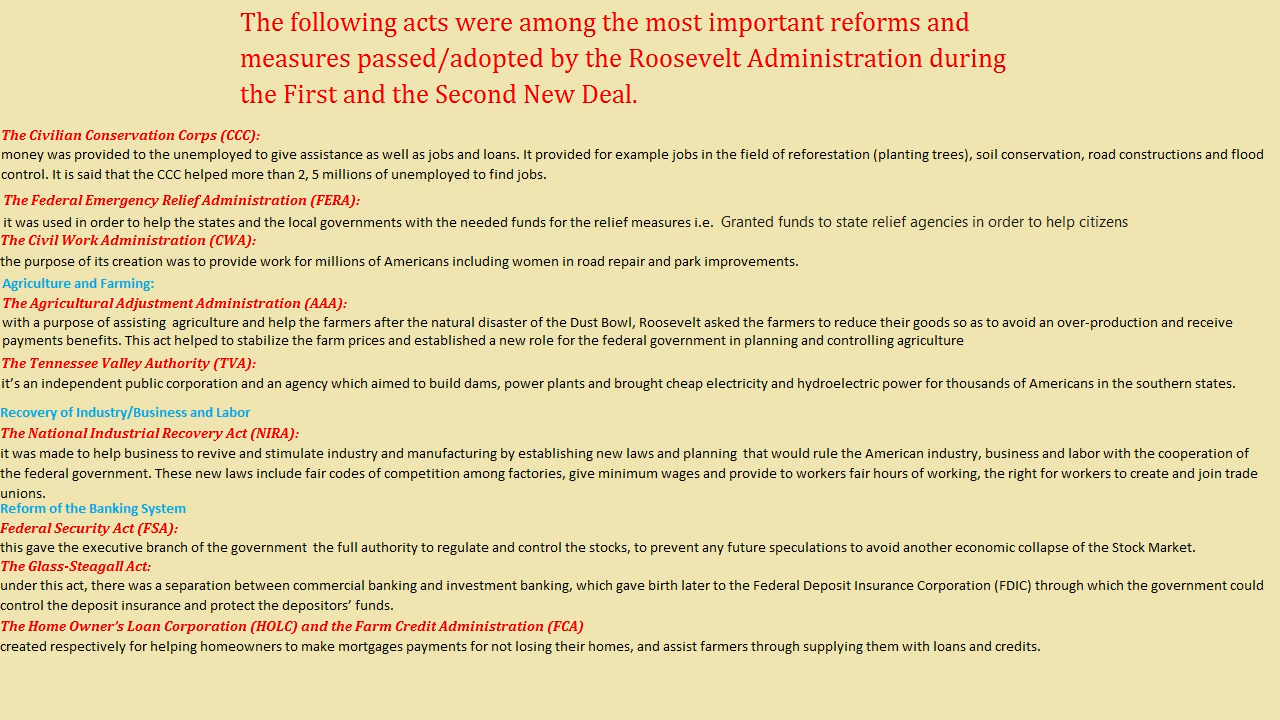 The following acts were among the most important reforms and
measures passed/adopted by the Roosevelt Administration during
the First and the Second New Deal.
The Civilian Conservation Corps (CCC):
money was provided to the unemployed to give assistance as well as jobs and loans. It provided for example jobs in the field of reforestation (planting trees), soil conservation, road constructions and flood
control. It is said that the CCC helped more than 2, 5 millions of unemployed to find jobs.
The Federal Emergency Relief Administration (FERA):
it was used in order to help the states and the local governments with the needed funds for the relief measures i.e. Granted funds to state relief agencies in order to help citizens
The Civil Work Administration (CWA):
the purpose of its creation was to provide work for millions of Americans including women in road repair and park improvements.
Agriculture and Farming:
The Agricultural Adjustment Administration (AAA):
with a purpose of assisting agriculture and help the farmers after the natural disaster of the Dust Bowl, Roosevelt asked the farmers to reduce their goods so as to avoid an over-production and receive
payments benefits. This act helped to stabilize the farm prices and established a new role for the federal government in planning and controlling agriculture
The Tennessee Valley Authority (TVA):
it's an independent public corporation and an agency which aimed to build dams, power plants and brought cheap electricity and hydroelectric power for thousands of Americans in the southern states.
Recovery of Industry/Business and Labor
The National Industrial Recovery Act (NIRA):
it was made to help business to revive and stimulate industry and manufacturing by establishing new laws and planning that would rule the American industry, business and labor with the cooperation of
the federal government. These new laws include fair codes of competition among factories, give minimum wages and provide to workers fair hours of working, the right for workers to create and join trade
unions.
Reform of the Banking System
Federal Security Act (FSA):
this gave the executive branch of the government the full authority to regulate and control the stocks, to prevent any future speculations to avoid another economic collapse of the Stock Market.
The Glass-Steagall Act:
under this act, there was a separation between commercial banking and investment banking, which gave birth later to the Federal Deposit Insurance Corporation (FDIC) through which the government could
control the deposit insurance and protect the depositors' funds.
The Home Owner's Loan Corporation (HOLC) and the Farm Credit Administration (FCA)
created respectively for helping homeowners to make mortgages payments for not losing their homes, and assist farmers through supplying them with loans and credits.